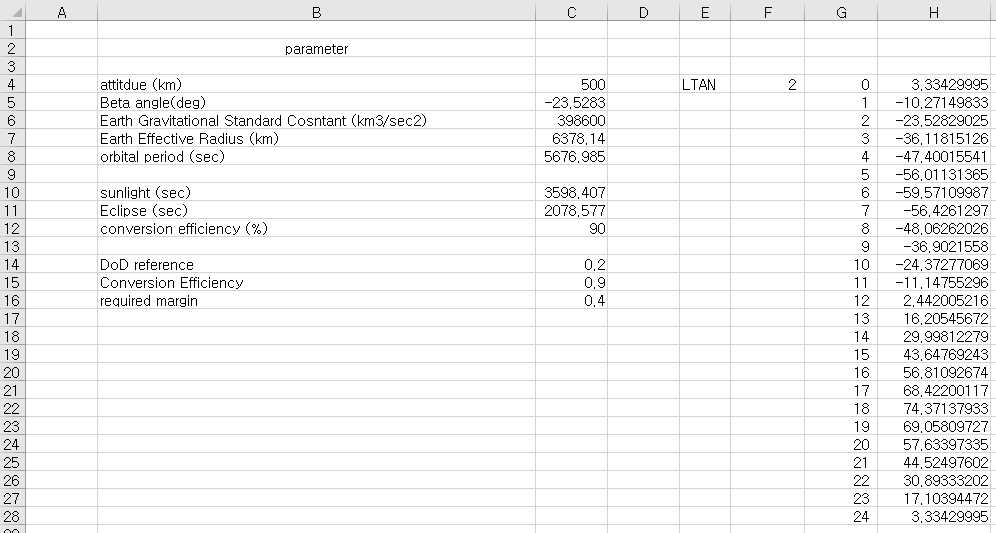 A B C D E F G H
1
2 parameter
3
4 attitdue (km) 500 LTAN 2 0 3,33429995
5 Beta angle(deg) -23,5283 1 -10,27149833
6 Earth Gravitational Standard Cosntant (km3/sec2) 398600 2 -23,52829025
7 Earth Effective Radius (km) 6378,14 3 -36,11815126
8 orbital period (sec) 5676,985 4 -47,40015541
9 5 -56,01131365
10 sunlight (sec) 3598,407 6 -59,57109987
11 Eclipse (sec) 2078,577 7 -56,4261297
12 conversion efficiency (%) 90 8 -48,06262026
13 9 -36,9021558
14 DoD reference 0,2 10 -24,37277069
15 Conversion Efficiency 0,9 11 -11,14755296
16 required margin 0,4 12 2,442005216
17 13 16,20545672
18 14 29,99812279
19 15 43,64769243
20 16 56,81092674
21 17 68,42200117
22 18 74,37137933
23 19 69,05809727
24 20 57,63397335
25 21 44,52497602
26 22 30,89333202
27 23 17,10394472
28 24 3,33429995